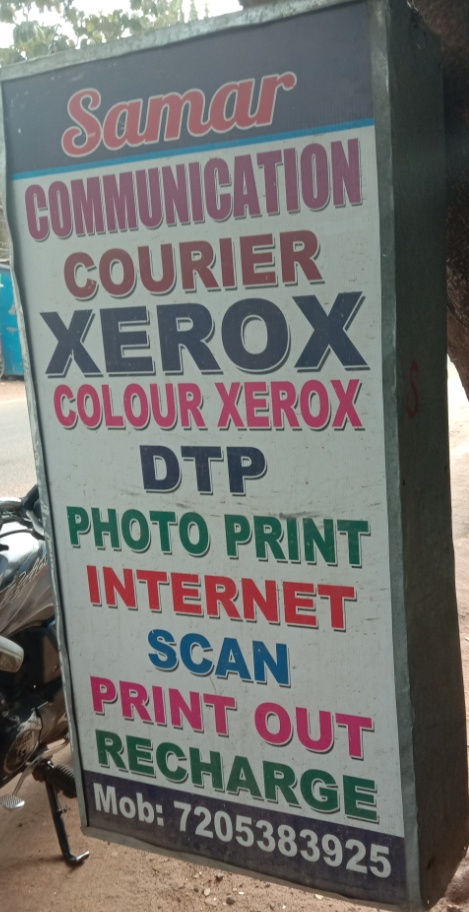 Samar
COMMUNICATION
COURIER
XEROX
COLOUR XEROX
DTP
PHOTO PRINT
INTERNET
SCAN
PRINT OUT
RECHARGE
Mob: 7205383925
S